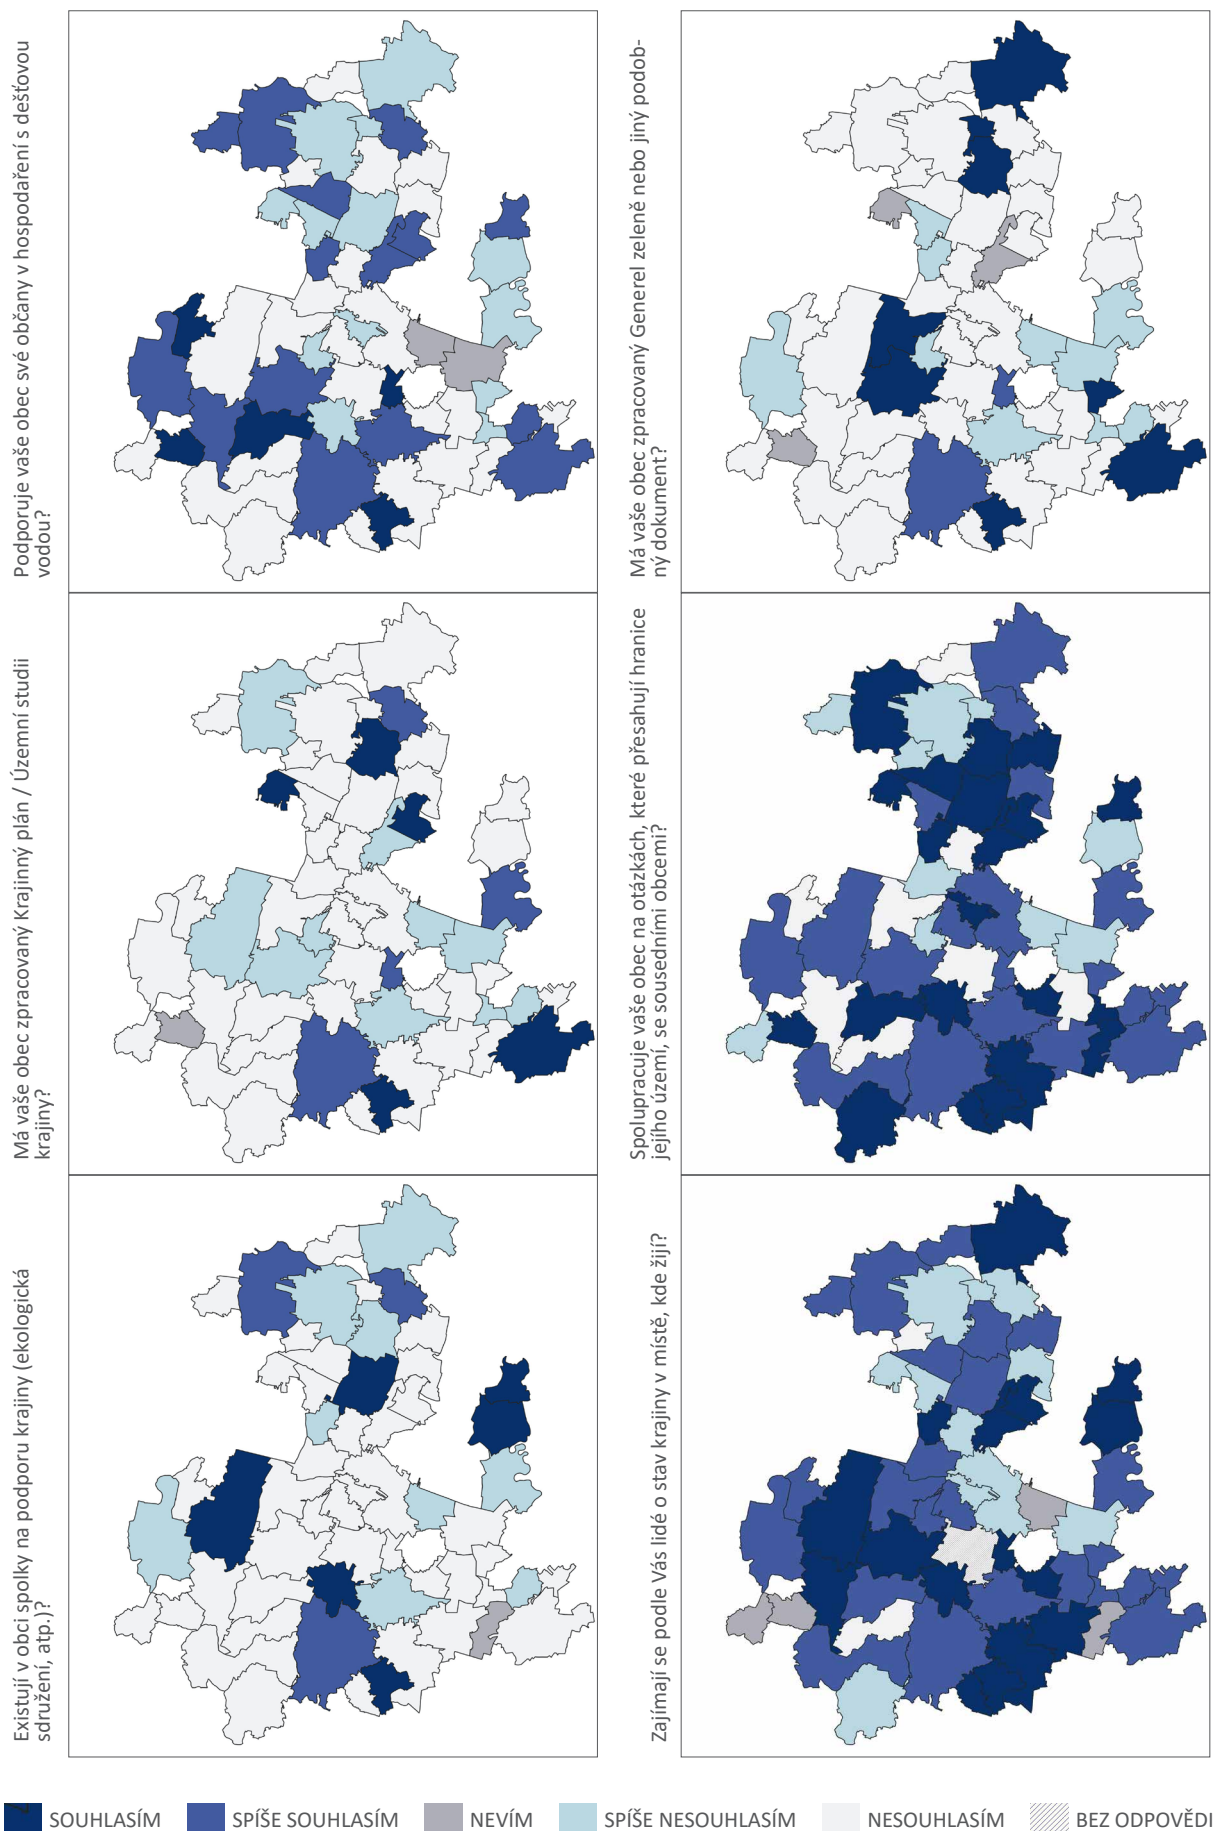 Podporuje vaše obec své občany v hospodaření s dešťovou
vodou?
Má vaše obec zpracovaný Generel zeleně nebo jiný podob-
ný dokument?
Má vaše obec zpracovaný Krajinný plán / Územní studii
krajiny?
Spolupracuje vaše obec na otázkách, které přesahují hranice
jejího území, se sousedními obcemi?
Existují v obci spolky na podporu krajiny (ekologická
sdružení, atp.)?
Zajímají se podle Vás lidé o stav krajiny v místě, kde žijí?
SOUHLASÍM
SPÍŠE SOUHLASÍM
NEVÍM
SPÍŠE NESOUHLASÍM
NESOUHLASÍM
BEZ ODPOVĚDI